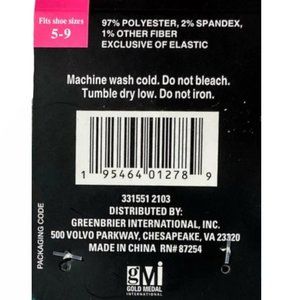 Fits shoe sizes
5-9
97% POLYESTER, 2% SPANDEX,
1% OTHER FIBER
EXCLUSIVE OF ELASTIC
Machine wash cold. Do not bleach.
Tumble dry low. Do not iron.
1 95464 01278 9
331551 2103
DISTRIBUTED BY:
GREENBRIER INTERNATIONAL, INC.
500 VOLVO PARKWAY, CHESAPEAKE, VA 23320
MADE IN CHINA RN# 87254
PACKAGING CODE
gMi
GOLD MEDAL
INTERNATIONAL